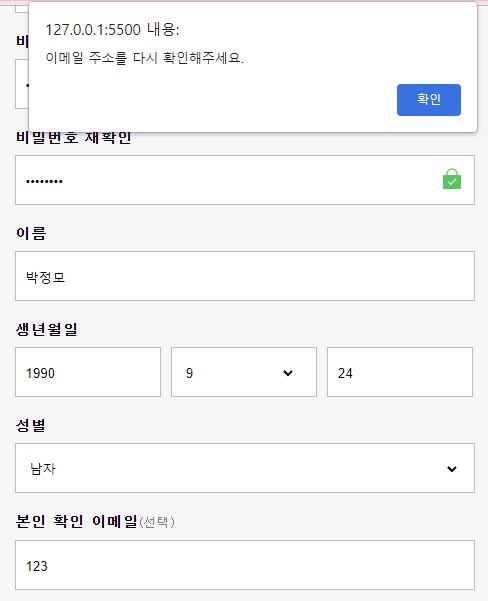 127.0.0.1:5500 내용:
이메일 주소를 다시 확인해주세요.
확인
비밀번호 재확인
이름
박정모
생년월일
1990 9 24
성별
남자
본인 확인 이메일(선택)
123